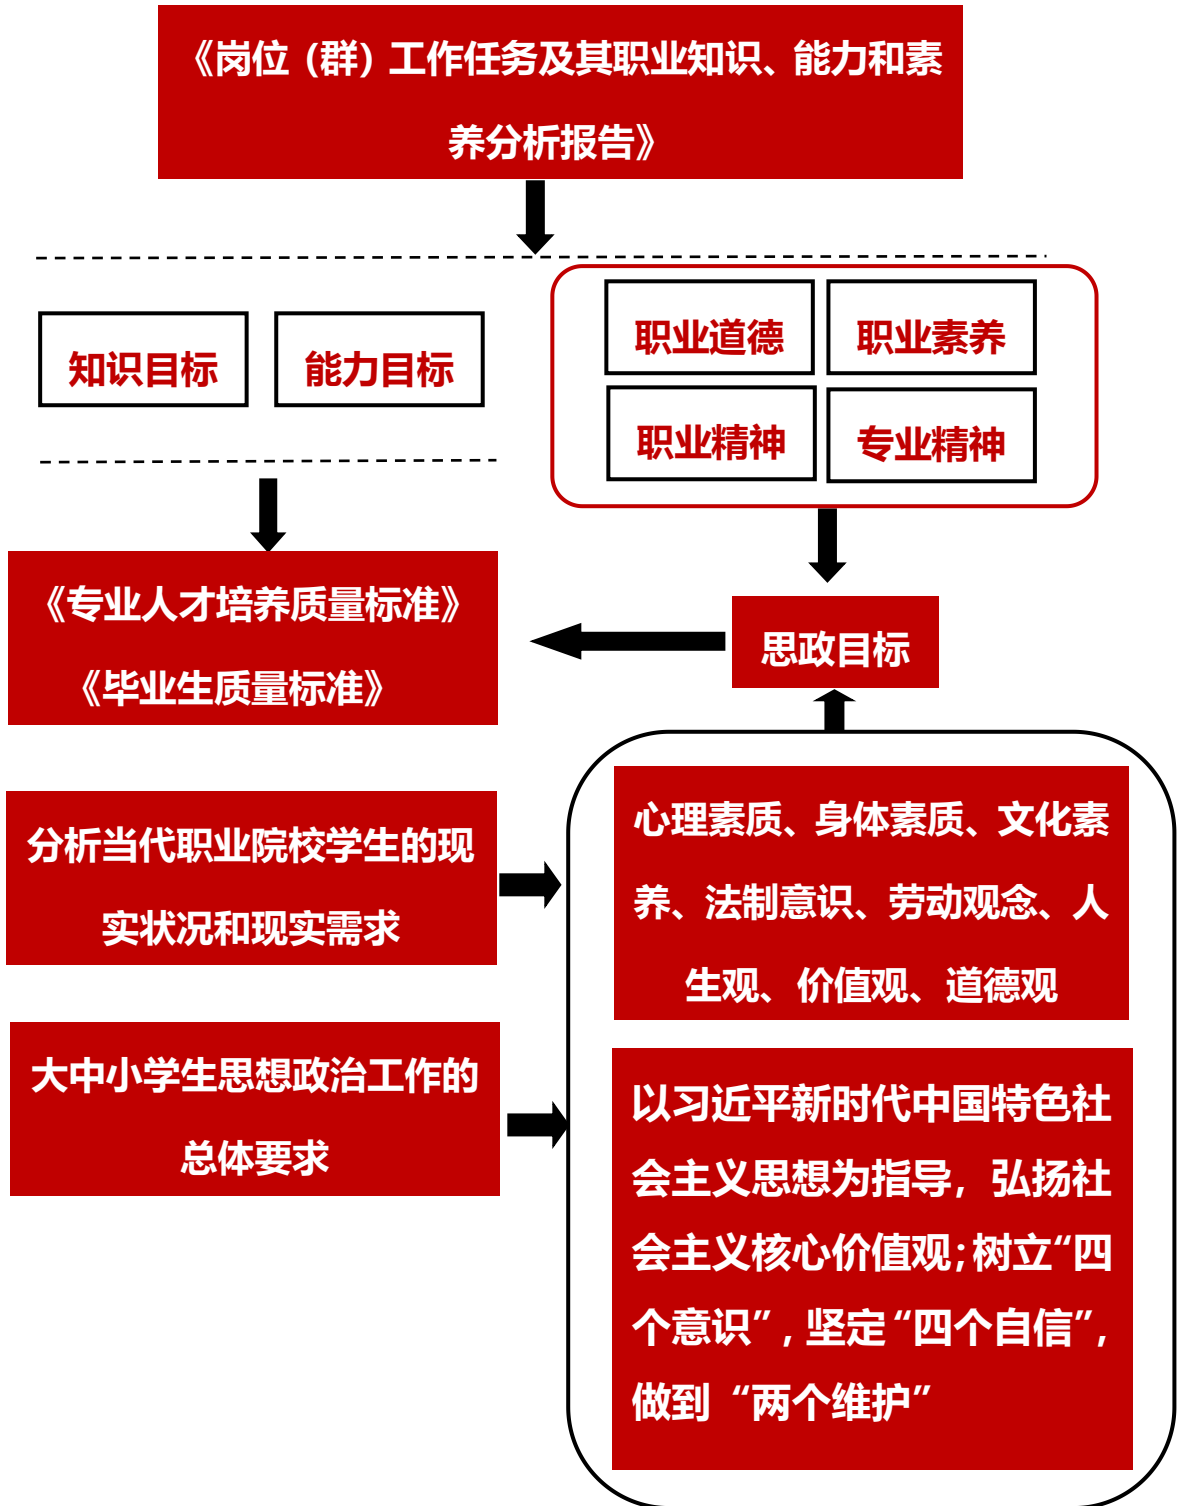 《岗位（群）工作任务及其职业知识、能力和素
养分析报告》
知识目标
能力目标
职业道德
职业素养
职业精神
专业精神
《专业人才培养质量标准》
《毕业生质量标准》
思政目标
分析当代职业院校学生的现
实状况和现实需求
大中小学生思想政治工作的
总体要求
心理素质、身体素质、文化素
养、法制意识、劳动观念、人
生观、价值观、道德观
以习近平新时代中国特色社
会主义思想为指导，弘扬社
会主义核心价值观；树立“四
个意识”，坚定“四个自信”，
做到“两个维护”